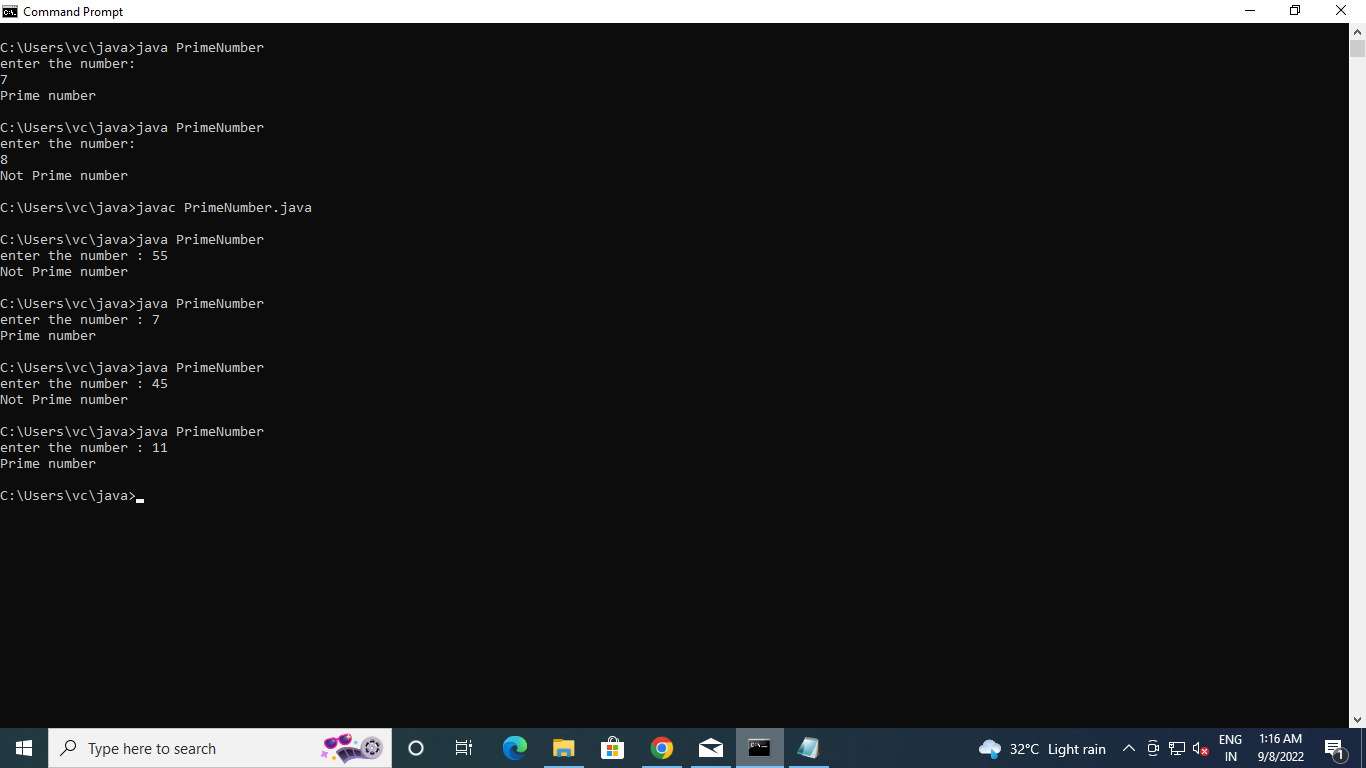 Command Prompt
C:\Users\vc\java>java PrimeNumber
enter the number:
7
Prime number
C:\Users\vc\java>java PrimeNumber
enter the number:
8
Not Prime number
C:\Users\vc\java>javac PrimeNumber.java
C:\Users\vc\java>java PrimeNumber
enter the number : 55
Not Prime number
C:\Users\vc\java>java PrimeNumber
enter the number : 7
Prime number
C:\Users\vc\java>java PrimeNumber
enter the number : 45
Not Prime number
C:\Users\vc\java>java PrimeNumber
enter the number : 11
Prime number
C:\Users\vc\java>
Type here to search
32°C Light rain
ENG
IN
1:16 AM
9/8/2022
1